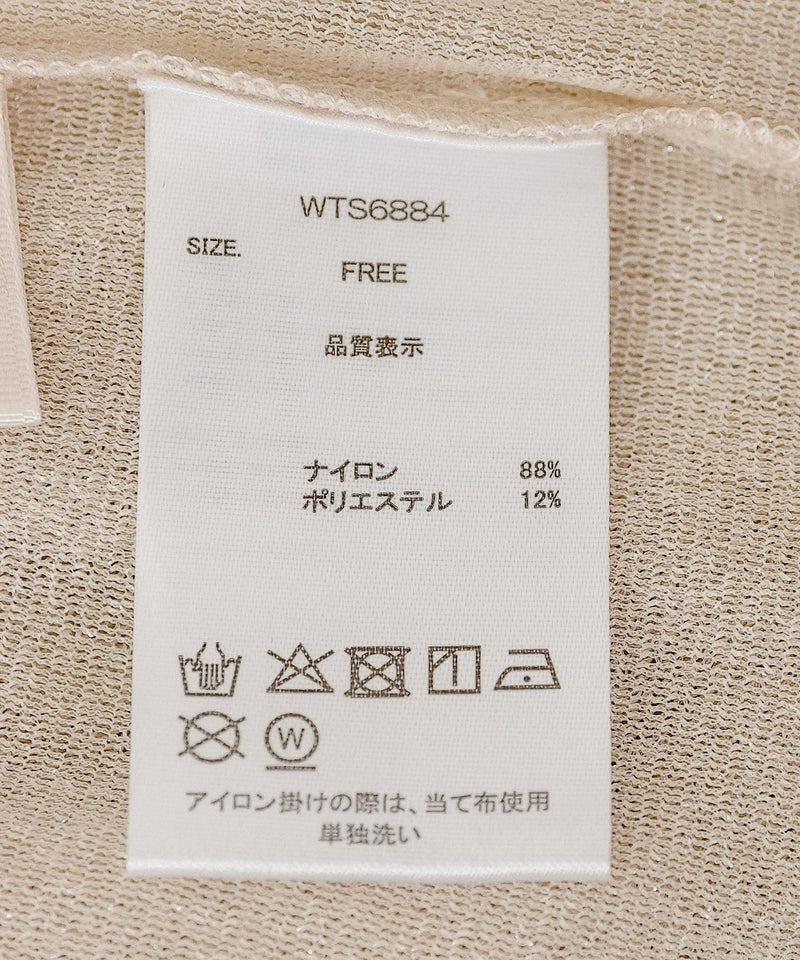 WTS6884
SIZE.
FREE
品質表示
ナイロン 88%
ポリエステル 12%
W
アイロン掛けの際は、当て布使用
単独洗い